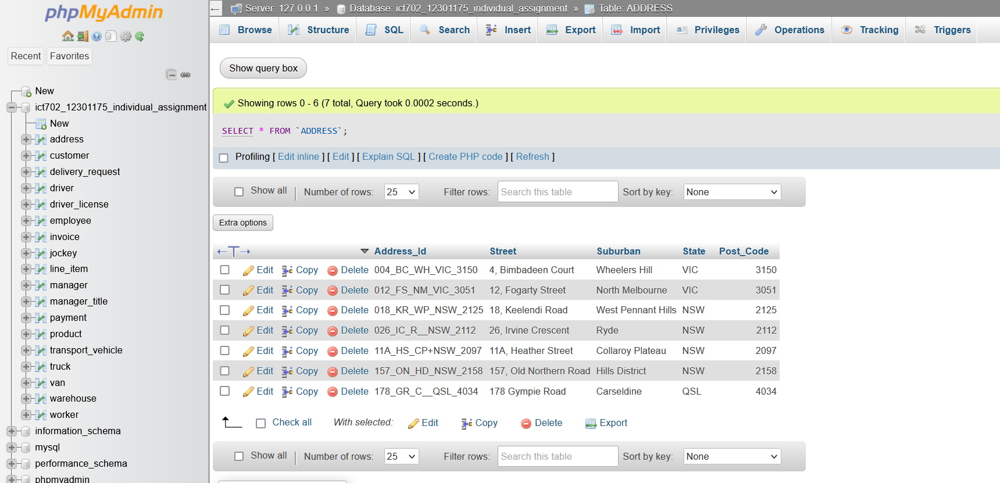 phpMyAdmin
Recent Favorites
New
ict702_12301175_individual_assignment
New
address
customer
delivery_request
driver
driver_license
employee
invoice
jockey
line_item
manager
manager_title
payment
product
transport_vehicle
truck
van
warehouse
worker
information_schema
mysql
performance_schema
phpmyadmin
Server: 127.0.0.1 » Database: ict702_12301175_individual_assignment » Table: ADDRESS
Browse Structure SQL Search Insert Export Import Privileges Operations Tracking Triggers
Show query box
Showing rows 0 - 6 (7 total, Query took 0.0002 seconds.)
SELECT * FROM `ADDRESS`;
Profiling [ Edit inline ] [ Edit ] [ Explain SQL ] [ Create PHP code ] [ Refresh ]
Show all Number of rows: 25 Filter rows: Search this table Sort by key: None
Extra options
Address_Id Street Suburban State Post_Code
Edit Copy Delete 004_BC_WH_VIC_3150 4, Bimbadeen Court Wheelers Hill VIC 3150
Edit Copy Delete 012_FS_NM_VIC_3051 12, Fogarty Street North Melbourne VIC 3051
Edit Copy Delete 018_KR_WP_NSW_2125 18, Keelendi Road West Pennant Hills NSW 2125
Edit Copy Delete 026_IC_R__NSW_2112 26, Irvine Crescent Ryde NSW 2112
Edit Copy Delete 11A_HS_CP+NSW_2097 11A, Heather Street Collaroy Plateau NSW 2097
Edit Copy Delete 157_ON_HD_NSW_2158 157, Old Northern Road Hills District NSW 2158
Edit Copy Delete 178_GR_C__QSL_4034 178 Gympie Road Carseldine QSL 4034
Check all With selected: Edit Copy Delete Export
Show all Number of rows: 25 Filter rows: Search this table Sort by key: None